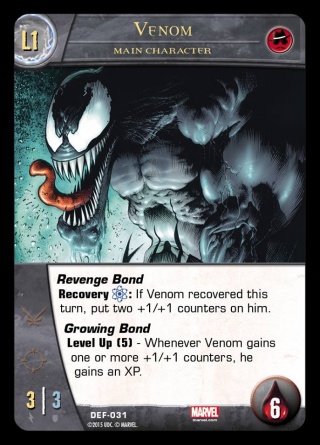 L1
VENOM
MAIN CHARACTER
Revenge Bond
Recovery : If Venom recovered this
turn, put two +1/+1 counters on him.
Growing Bond
Level Up (5) - Whenever Venom gains
one or more +1/+1 counters, he
gains an XP.
3 | 3
DEF-031
©2015 UDC. © MARVEL.
MARVEL
marvel.com
6